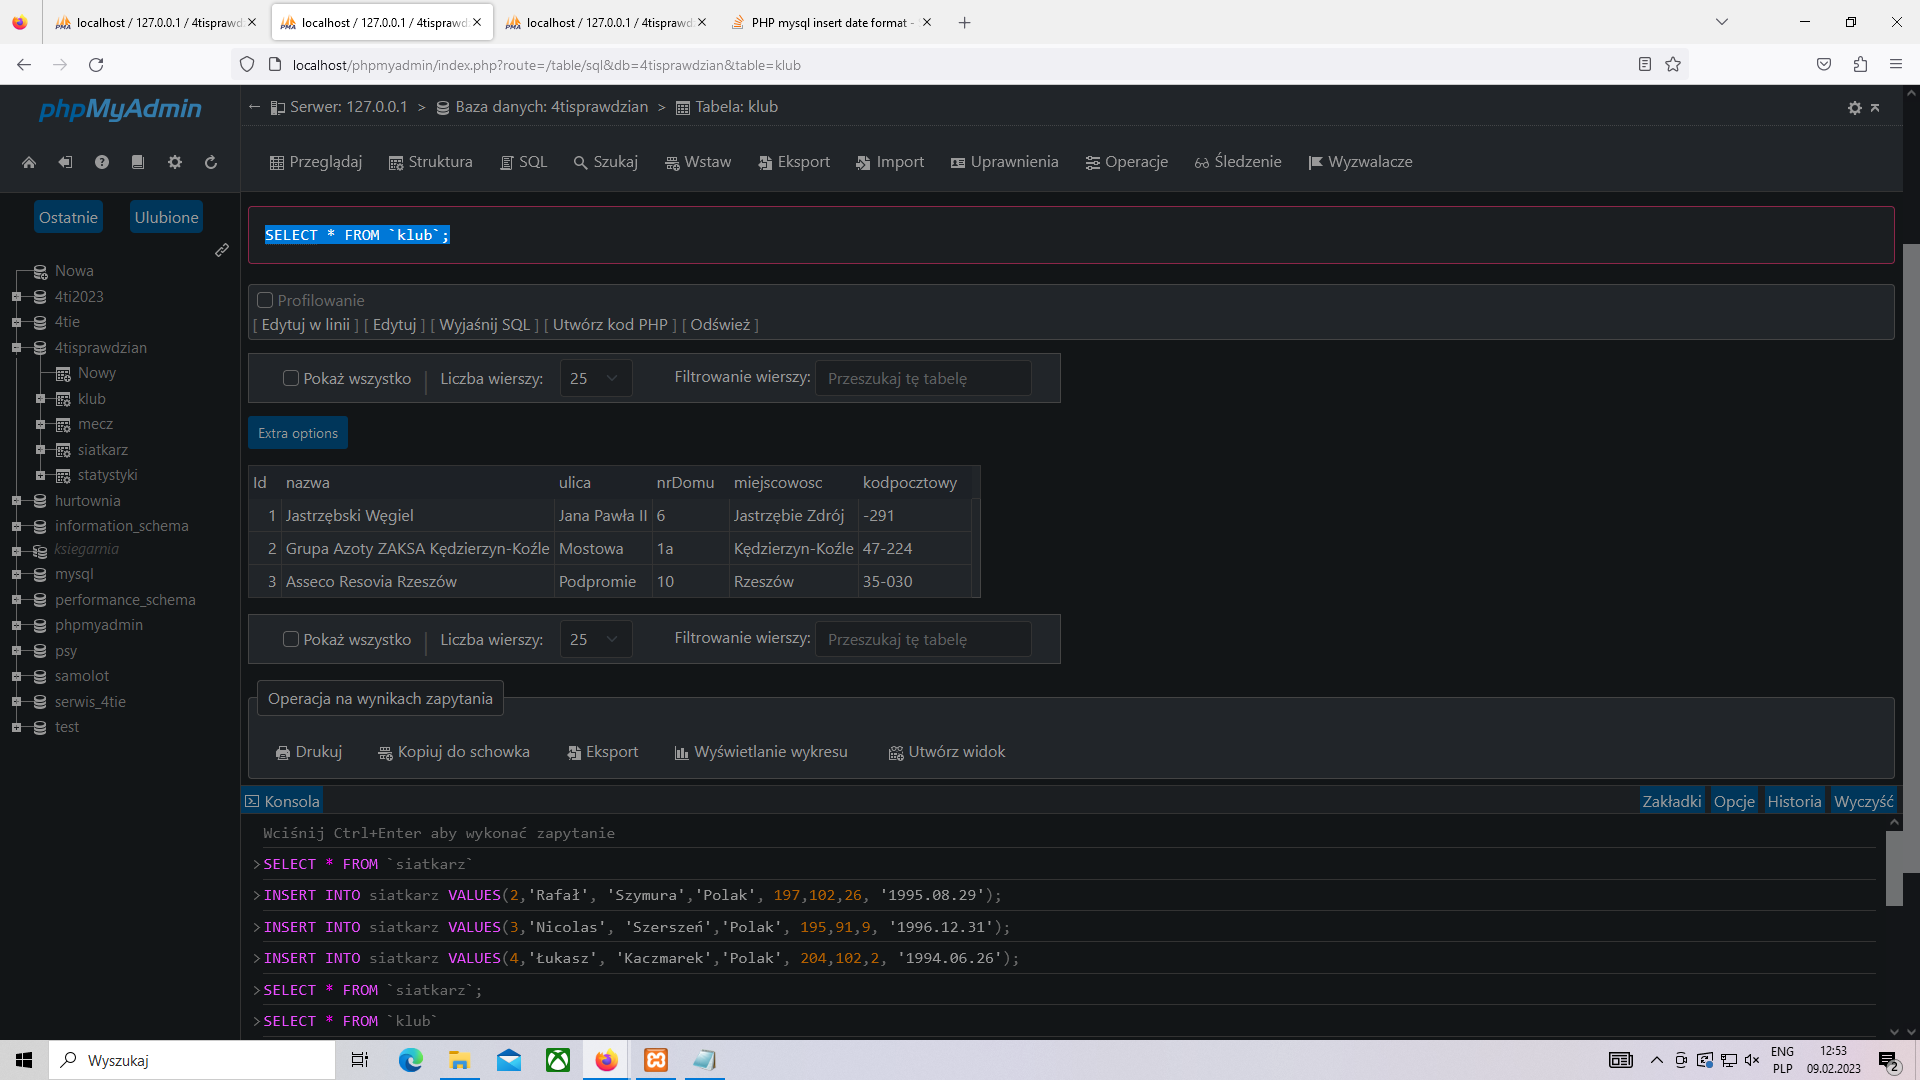 localhost / 127.0.0.1 / 4tisprawdz
localhost / 127.0.0.1 / 4tisprawd
localhost / 127.0.0.1 / 4tisprawdz
PHP mysql insert date format -
localhost/phpmyadmin/index.php?route=/table/sql&db=4tisprawdzian&table=klub
phpMyAdmin
Serwer: 127.0.0.1 > Baza danych: 4tisprawdzian > Tabela: klub
Przeglądaj Struktura SQL Szukaj Wstaw Eksport Import Uprawnienia Operacje Śledzenie Wyzwalacze
Ostatnie Ulubione
Nowa
4ti2023
4tie
4tisprawdzian
Nowy
klub
mecz
siatkarz
statystyki
hurtownia
information_schema
ksiegarnia
mysql
performance_schema
phpmyadmin
psy
samolot
serwis_4tie
test
SELECT * FROM `klub`;
Profilowanie
[ Edytuj w linii ] [ Edytuj ] [ Wyjaśnij SQL ] [ Utwórz kod PHP ] [ Odśwież ]
Pokaż wszystko | Liczba wierszy: 25 Filtrowanie wierszy: Przeszukaj tę tabelę
Extra options
Id nazwa ulica nrDomu miejscowosc kodpocztowy
1 Jastrzębski Węgiel Jana Pawła II 6 Jastrzębie Zdrój -291
2 Grupa Azoty ZAKSA Kędzierzyn-Koźle Mostowa 1a Kędzierzyn-Koźle 47-224
3 Asseco Resovia Rzeszów Podpromie 10 Rzeszów 35-030
Pokaż wszystko | Liczba wierszy: 25 Filtrowanie wierszy: Przeszukaj tę tabelę
Operacja na wynikach zapytania
Drukuj Kopiuj do schowka Eksport Wyświetlanie wykresu Utwórz widok
Konsola Zakładki Opcje Historia Wyczyść
Wciśnij Ctrl+Enter aby wykonać zapytanie
>SELECT * FROM `siatkarz`
>INSERT INTO siatkarz VALUES(2,'Rafał', 'Szymura','Polak', 197,102,26, '1995.08.29');
>INSERT INTO siatkarz VALUES(3,'Nicolas', 'Szerszeń','Polak', 195,91,9, '1996.12.31');
>INSERT INTO siatkarz VALUES(4,'Łukasz', 'Kaczmarek','Polak', 204,102,2, '1994.06.26');
>SELECT * FROM `siatkarz`;
>SELECT * FROM `klub`
Wyszukaj
ENG
PLP
12:53
09.02.2023
2